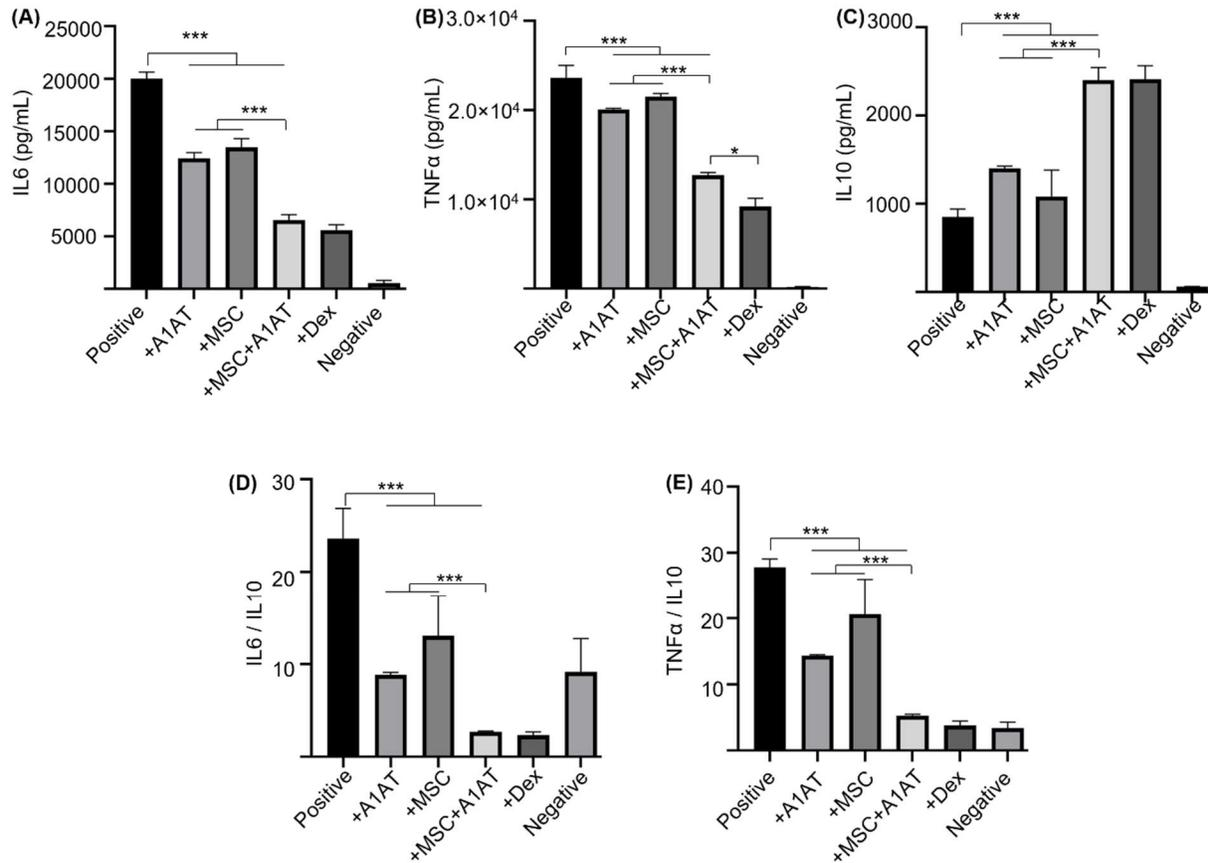 (A)
IL6 (pg/mL)
25000
20000
15000
10000
5000
***
***
Positive
+A1AT
+MSC
+MSC+A1AT
+Dex
Negative
(B)
TNFα (pg/mL)
3.0×10⁴
2.0×10⁴
1.0×10⁴
***
***
*
Positive
+A1AT
+MSC
+MSC+A1AT
+Dex
Negative
(C)
IL10 (pg/mL)
3000
2000
1000
***
***
Positive
+A1AT
+MSC
+MSC+A1AT
+Dex
Negative
(D)
IL6 / IL10
30
20
10
***
***
Positive
+A1AT
+MSC
+MSC+A1AT
+Dex
Negative
(E)
TNFα / IL10
40
30
20
10
***
***
Positive
+A1AT
+MSC
+MSC+A1AT
+Dex
Negative